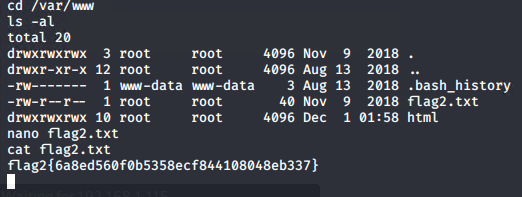 cd /var/www
ls -al
total 20
drwxrwxrwx  3 root     root     4096 Nov  9  2018 .
drwxr-xr-x 12 root     root     4096 Aug 13  2018 ..
-rw-------  1 www-data www-data    3 Aug 13  2018 .bash_history
-rw-r--r--  1 root     root       40 Nov  9  2018 flag2.txt
drwxrwxrwx 10 root     root     4096 Dec  1 01:58 html
nano flag2.txt
cat flag2.txt
flag2{6a8ed560f0b5358ecf844108048eb337}